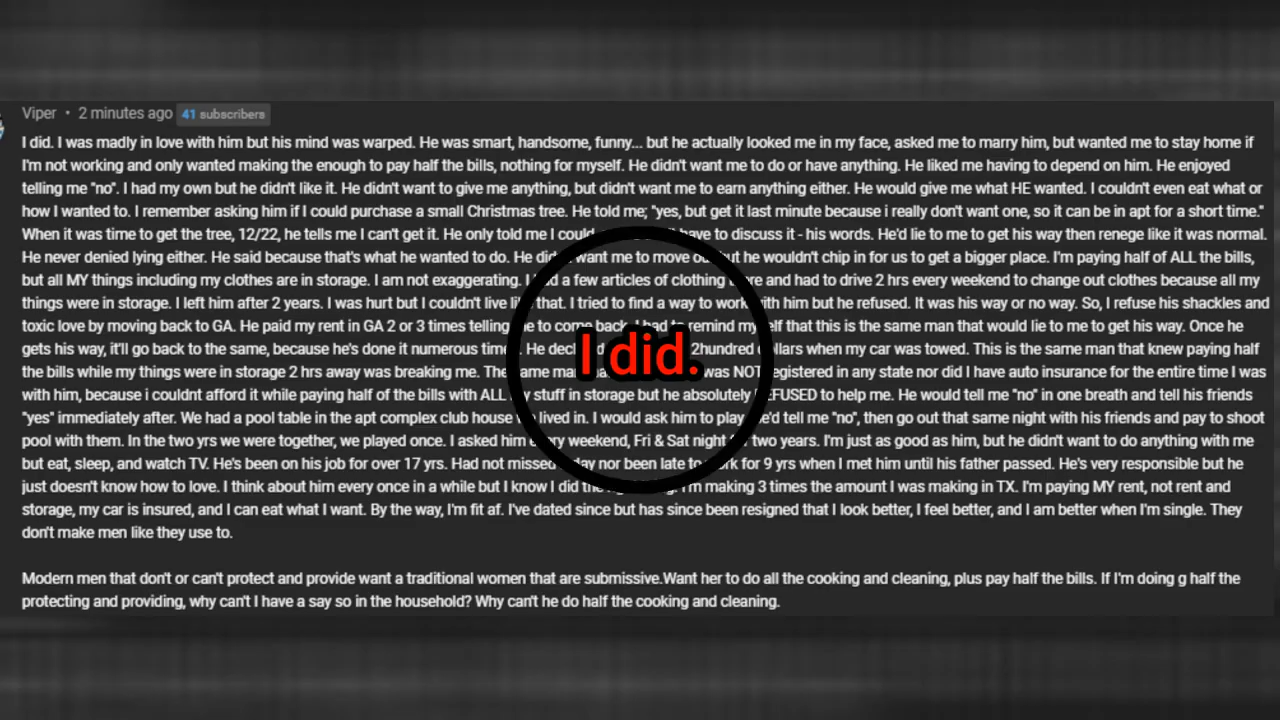 Viper • 2 minutes ago 41 subscribers
I did. I was madly in love with him but his mind was warped. He was smart, handsome, funny... but he actually looked me in my face, asked me to marry him, but wanted me to stay home if
I'm not working and only wanted making the enough to pay half the bills, nothing for myself. He didn't want me to do or have anything. He liked me having to depend on him. He enjoyed
telling me "no". I had my own but he didn't like it. He didn't want to give me anything, but didn't want me to earn anything either. He would give me what HE wanted. I couldn't even eat what or
how I wanted to. I remember asking him if I could purchase a small Christmas tree. He told me; "yes, but get it last minute because i really don't want one, so it can be in apt for a short time."
When it was time to get the tree, 12/22, he tells me I can't get it. He only told me I could have to discuss it - his words. He'd lie to me to get his way then renege like it was normal.
He never denied lying either. He said because that's what he wanted to do. He want me to move but he wouldn't chip in for us to get a bigger place. I'm paying half of ALL the bills,
but all MY things including my clothes are in storage. I am not exaggerating. I a few articles of clothing and had to drive 2 hrs every weekend to change out clothes because all my
things were in storage. I left him after 2 years. I was hurt but I couldn't live that. I tried to find a way to work with him but he refused. It was his way or no way. So, I refuse his shackles and
toxic love by moving back to GA. He paid my rent in GA 2 or 3 times telling me to come back. I had to remind myself that this is the same man that would lie to me to get his way. Once he
gets his way, it'll go back to the same, because he's done it numerous He 2hundred dollars when my car was towed. This is the same man that knew paying half
the bills while my things were in storage 2 hrs away was breaking me. The same was NOT registered in any state nor did I have auto insurance for the entire time I was
with him, because i couldnt afford it while paying half of the bills with ALL my stuff in storage but he absolutely REFUSED to help me. He would tell me "no" in one breath and tell his friends
"yes" immediately after. We had a pool table in the apt complex club house we lived in. I would ask him to play he'd tell me "no", then go out that same night with his friends and pay to shoot
pool with them. In the two yrs we were together, we played once. I asked him every weekend, Fri & Sat night two years. I'm just as good as him, but he didn't want to do anything with me
but eat, sleep, and watch TV. He's been on his job for over 17 yrs. Had not missed day nor been late to work for 9 yrs when I met him until his father passed. He's very responsible but he
just doesn't know how to love. I think about him every once in a while but I know I did the I'm making 3 times the amount I was making in TX. I'm paying MY rent, not rent and
storage, my car is insured, and I can eat what I want. By the way, I'm fit af. I've dated since but has since been resigned that I look better, I feel better, and I am better when I'm single. They
don't make men like they use to.
Modern men that don't or can't protect and provide want a traditional women that are submissive.Want her to do all the cooking and cleaning, plus pay half the bills. If I'm doing g half the
protecting and providing, why can't I have a say so in the household? Why can't he do half the cooking and cleaning.
I did.